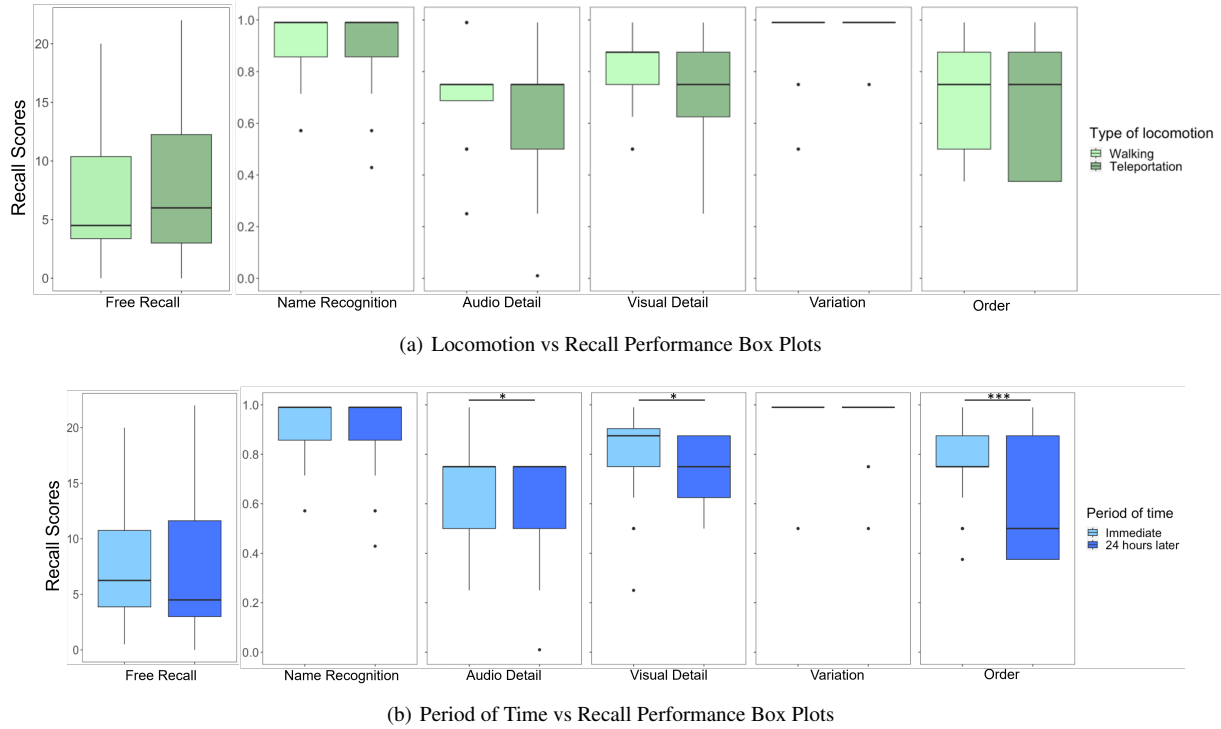 Recall Scores
20
15
10
5
0
1.0
0.8
0.6
0.4
0.2
0.0
Free Recall
Name Recognition
Audio Detail
Visual Detail
Variation
Order
Type of locomotion
Walking
Teleportation
(a) Locomotion vs Recall Performance Box Plots
Recall Scores
20
15
10
5
0
1.0
0.8
0.6
0.4
0.2
0.0
*
*
***
Free Recall
Name Recognition
Audio Detail
Visual Detail
Variation
Order
Period of time
Immediate
24 hours later
(b) Period of Time vs Recall Performance Box Plots